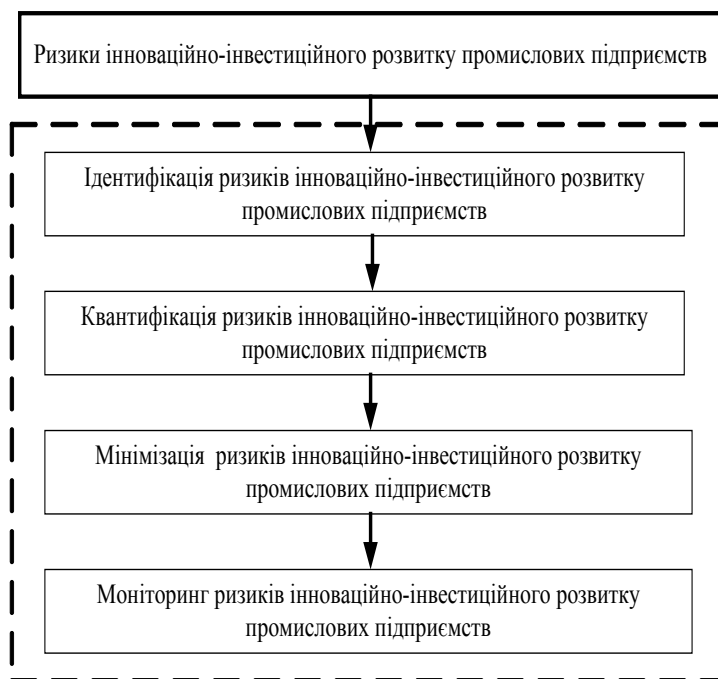 Ризики інноваційно-інвестиційного розвитку промислових підприємств
Ідентифікація ризиків інноваційно-інвестиційного розвитку
промислових підприємств
Квантифікація ризиків інноваційно-інвестиційного розвитку
промислових підприємств
Мінімізація ризиків інноваційно-інвестиційного розвитку
промислових підприємств
Моніторинг ризиків інноваційно-інвестиційного розвитку
промислових підприємств